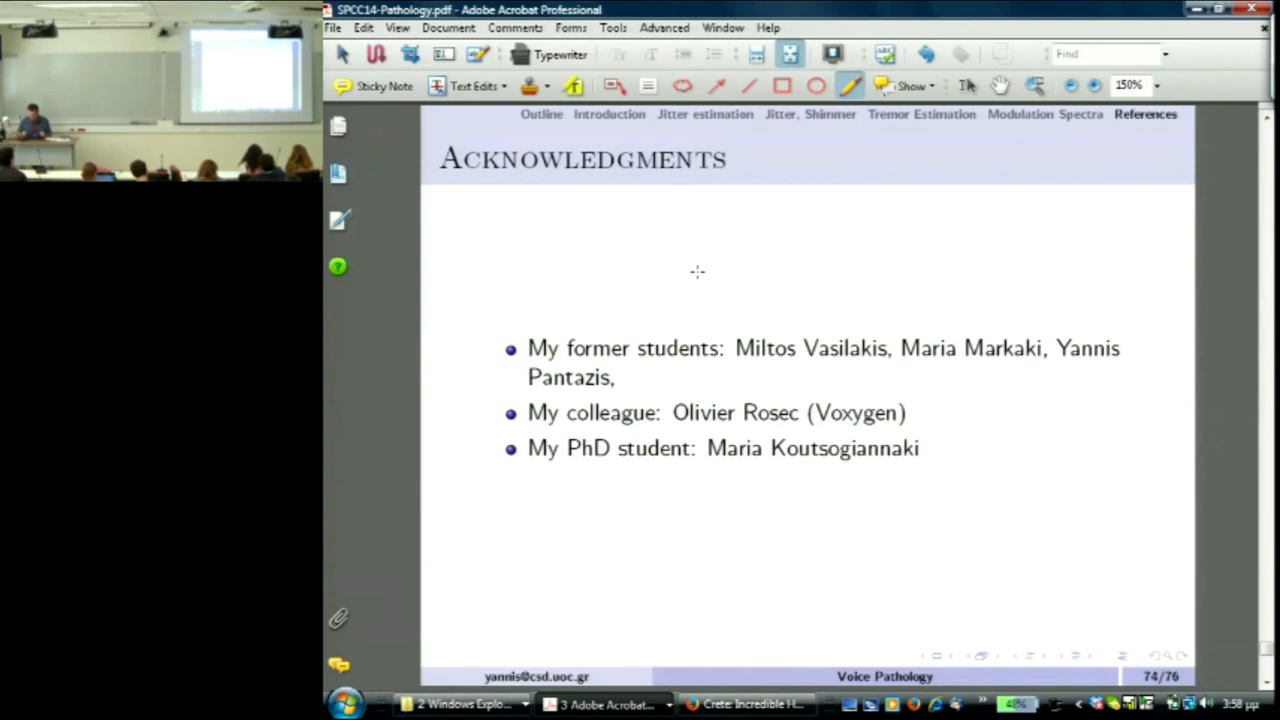 SPCC14-Pathology.pdf - Adobe Acrobat Professional
File Edit View Document Comments Forms Tools Advanced Window Help
Typewriter
Find
Sticky Note
Text Edits
Show
150%
Outline Introduction Jitter estimation Jitter, Shimmer Tremor Estimation Modulation Spectra References
ACKNOWLEDGMENTS
My former students: Miltos Vasilakis, Maria Markaki, Yannis
Pantazis,
My colleague: Olivier Rosec (Voxygen)
My PhD student: Maria Koutsogiannaki
yannis@csd.uoc.gr
Voice Pathology
74/76
2 Windows Explo...
3 Adobe Acrobat...
Crete: Incredible H...
3:58 μμ